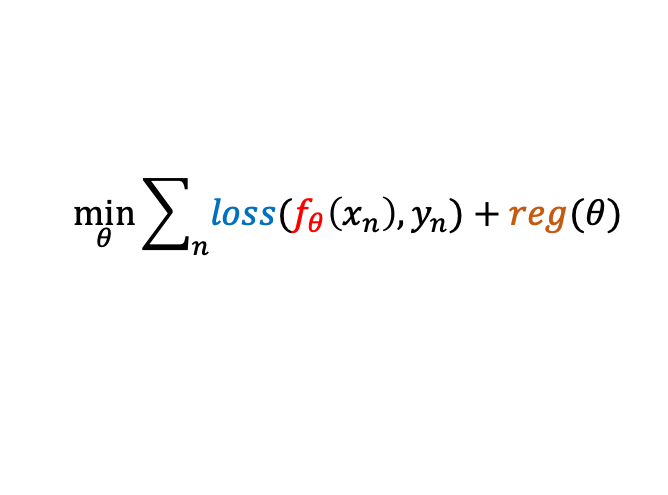 min_θ ∑_n loss(f_θ(x_n), y_n) + reg(θ)